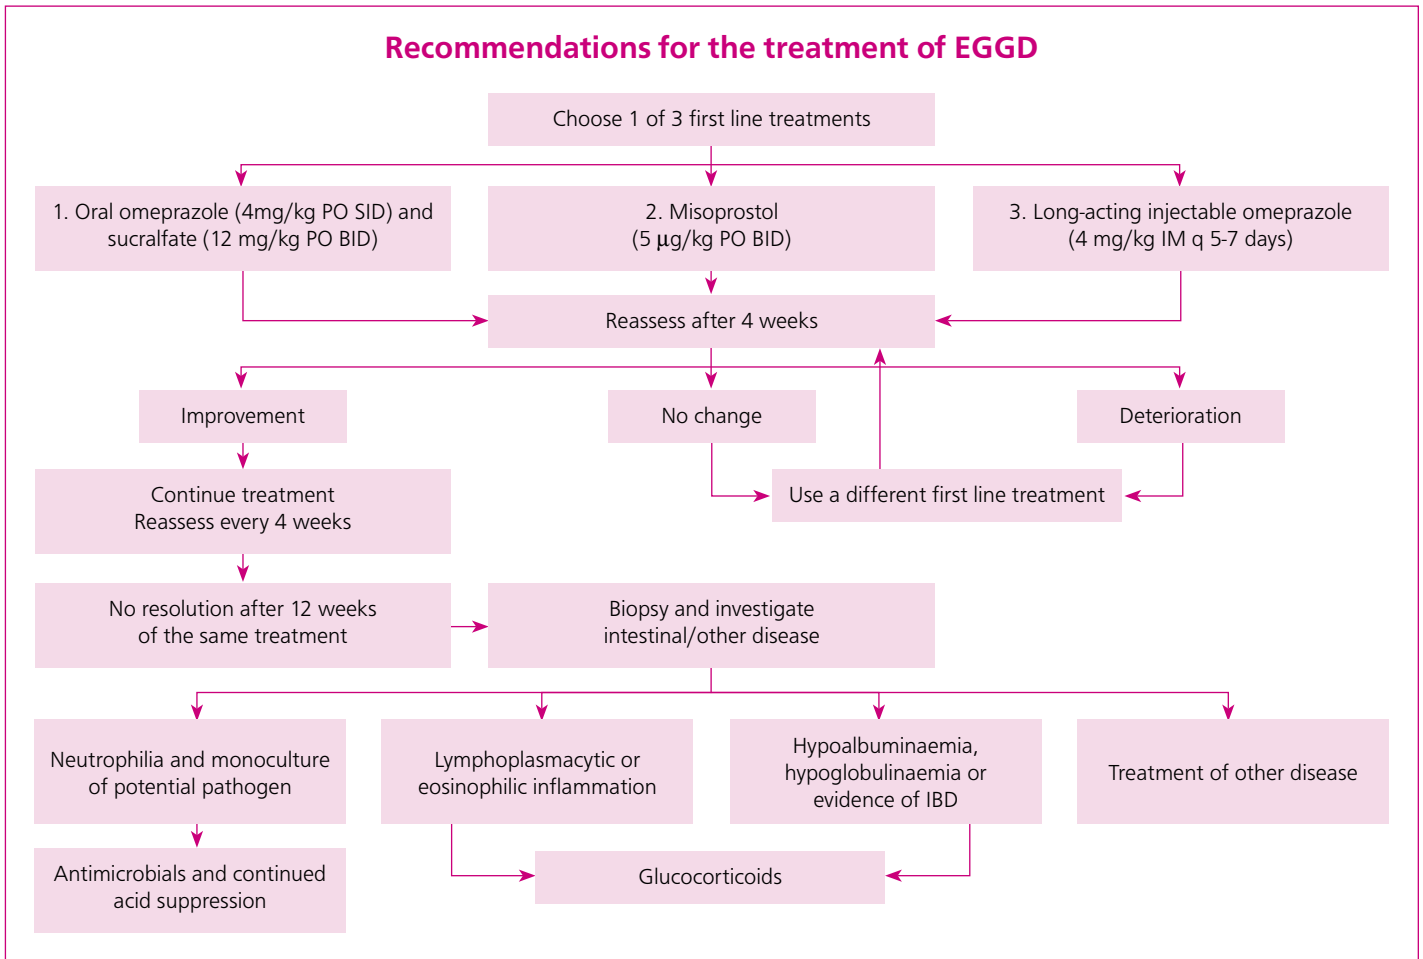 Recommendations for the treatment of EGGD
Choose 1 of 3 first line treatments
1. Oral omeprazole (4mg/kg PO SID) and
sucralfate (12 mg/kg PO BID)
2. Misoprostol
(5 µg/kg PO BID)
3. Long-acting injectable omeprazole
(4 mg/kg IM q 5-7 days)
Reassess after 4 weeks
Improvement
No change
Deterioration
Continue treatment
Reassess every 4 weeks
Use a different first line treatment
No resolution after 12 weeks
of the same treatment
Biopsy and investigate
intestinal/other disease
Neutrophilia and monoculture
of potential pathogen
Lymphoplasmacytic or
eosinophilic inflammation
Hypoalbuminaemia,
hypoglobulinaemia or
evidence of IBD
Treatment of other disease
Antimicrobials and continued
acid suppression
Glucocorticoids